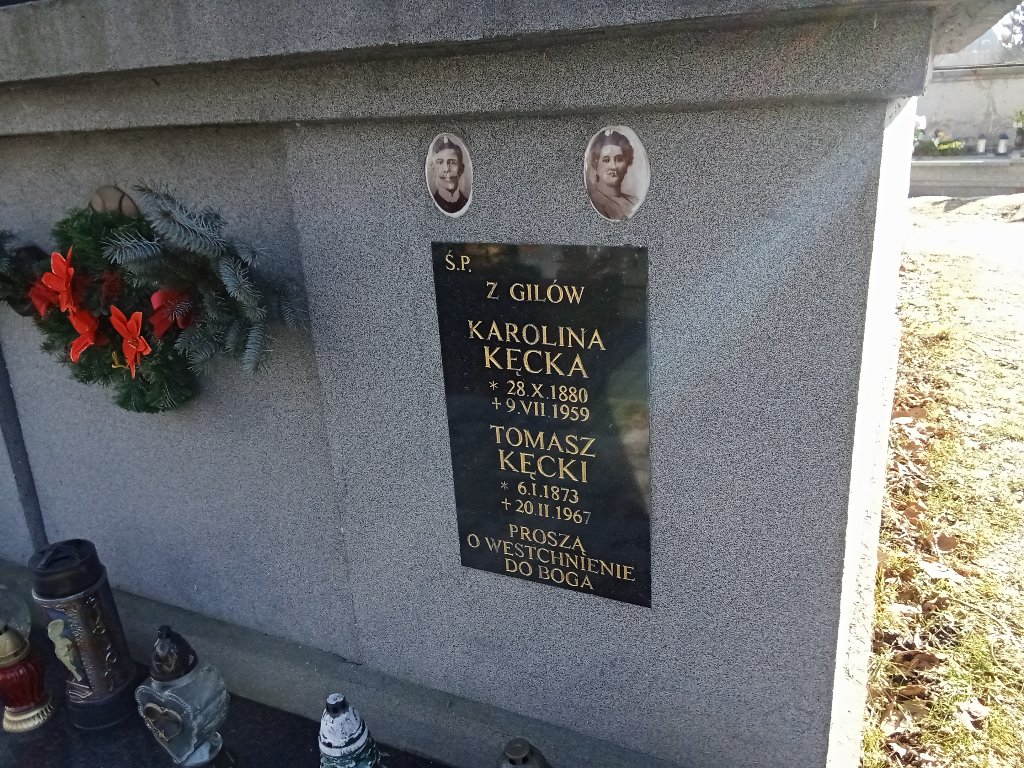 Ś.P.
Z GILÓW
KAROLINA
KĘCKA
* 28.X.1880
+ 9.VII.1959
TOMASZ
KĘCKI
* 6.I.1873
+ 20.II.1967
PROSZĄ
O WESTCHNIENIE
DO BOGA